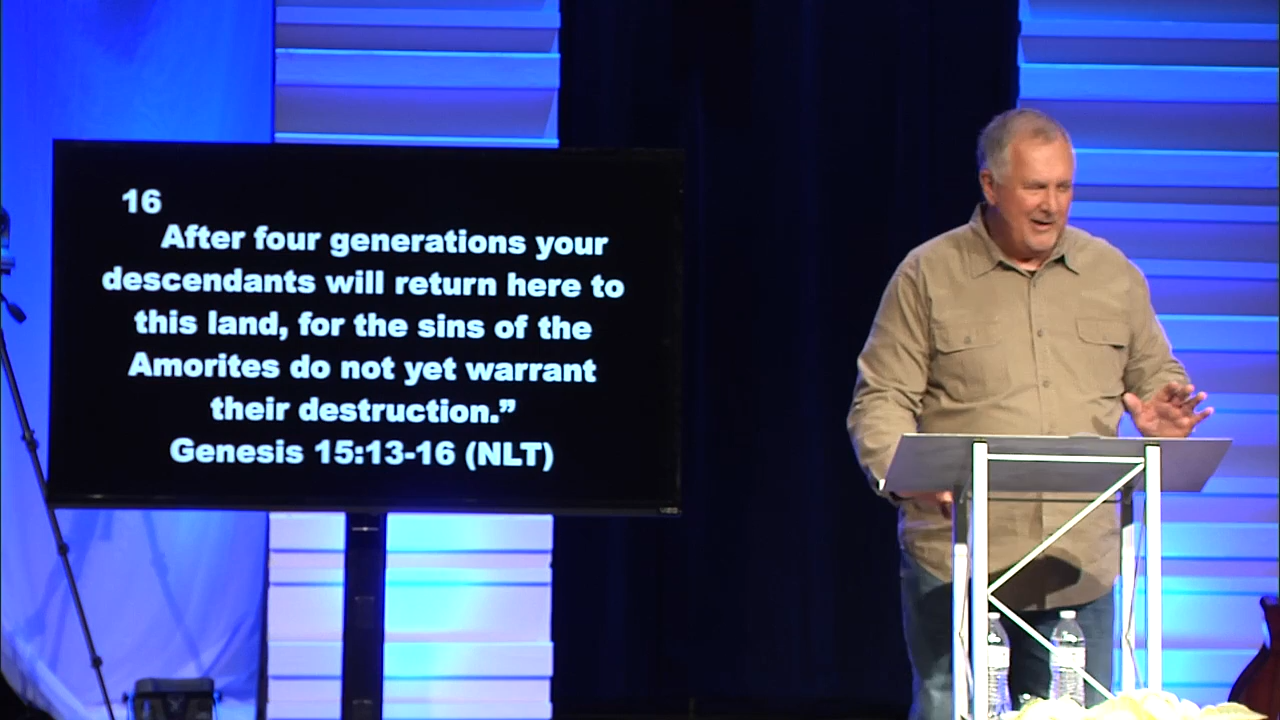 16
After four generations your
descendants will return here to
this land, for the sins of the
Amorites do not yet warrant
their destruction.”
Genesis 15:13-16 (NLT)